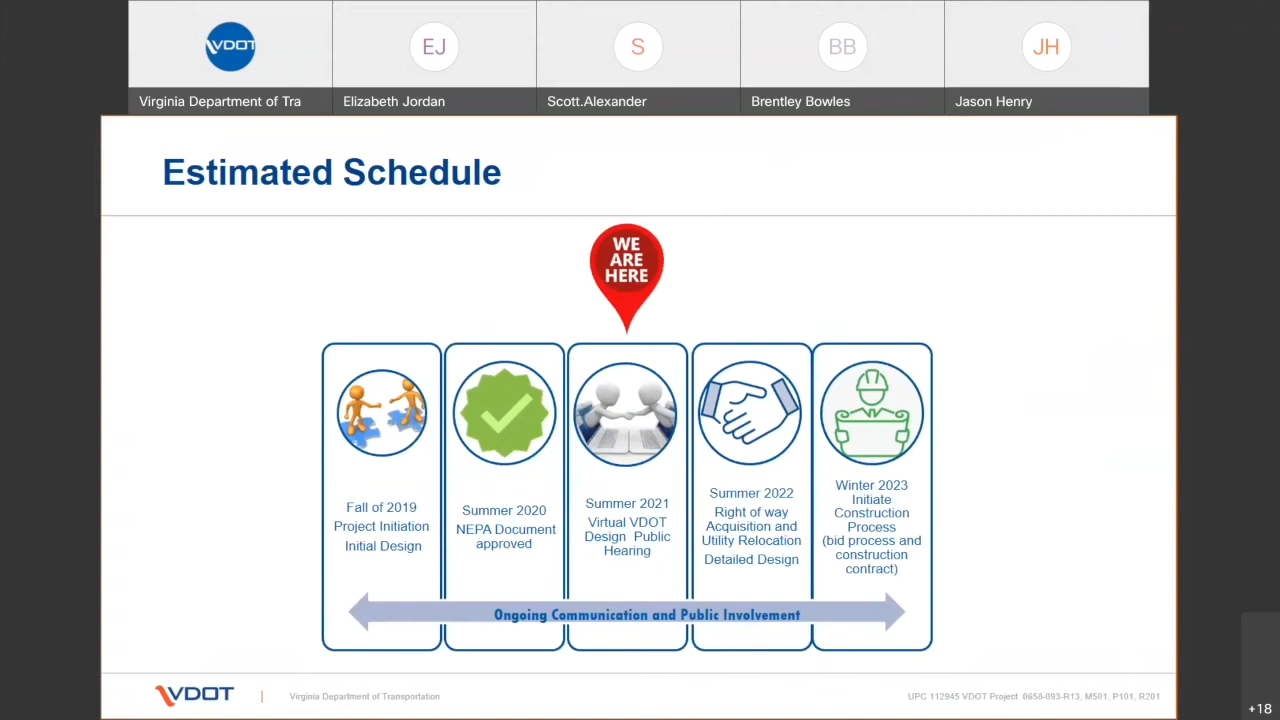 VDOT
EJ
S
BB
JH
Virginia Department of Tra
Elizabeth Jordan
Scott.Alexander
Brentley Bowles
Jason Henry
Estimated Schedule
WE
ARE
HERE
Fall of 2019
Project Initiation
Initial Design
Summer 2020
NEPA Document
approved
Summer 2021
Virtual VDOT
Design Public
Hearing
Summer 2022
Right of way
Acquisition and
Utility Relocation
Detailed Design
Winter 2023
Initiate
Construction
Process
(bid process and
construction
contract)
Ongoing Communication and Public Involvement
VDOT
Virginia Department of Transportation
UPC 112945 VDOT Project 0658-093-R13, M501, P101, R201
+18